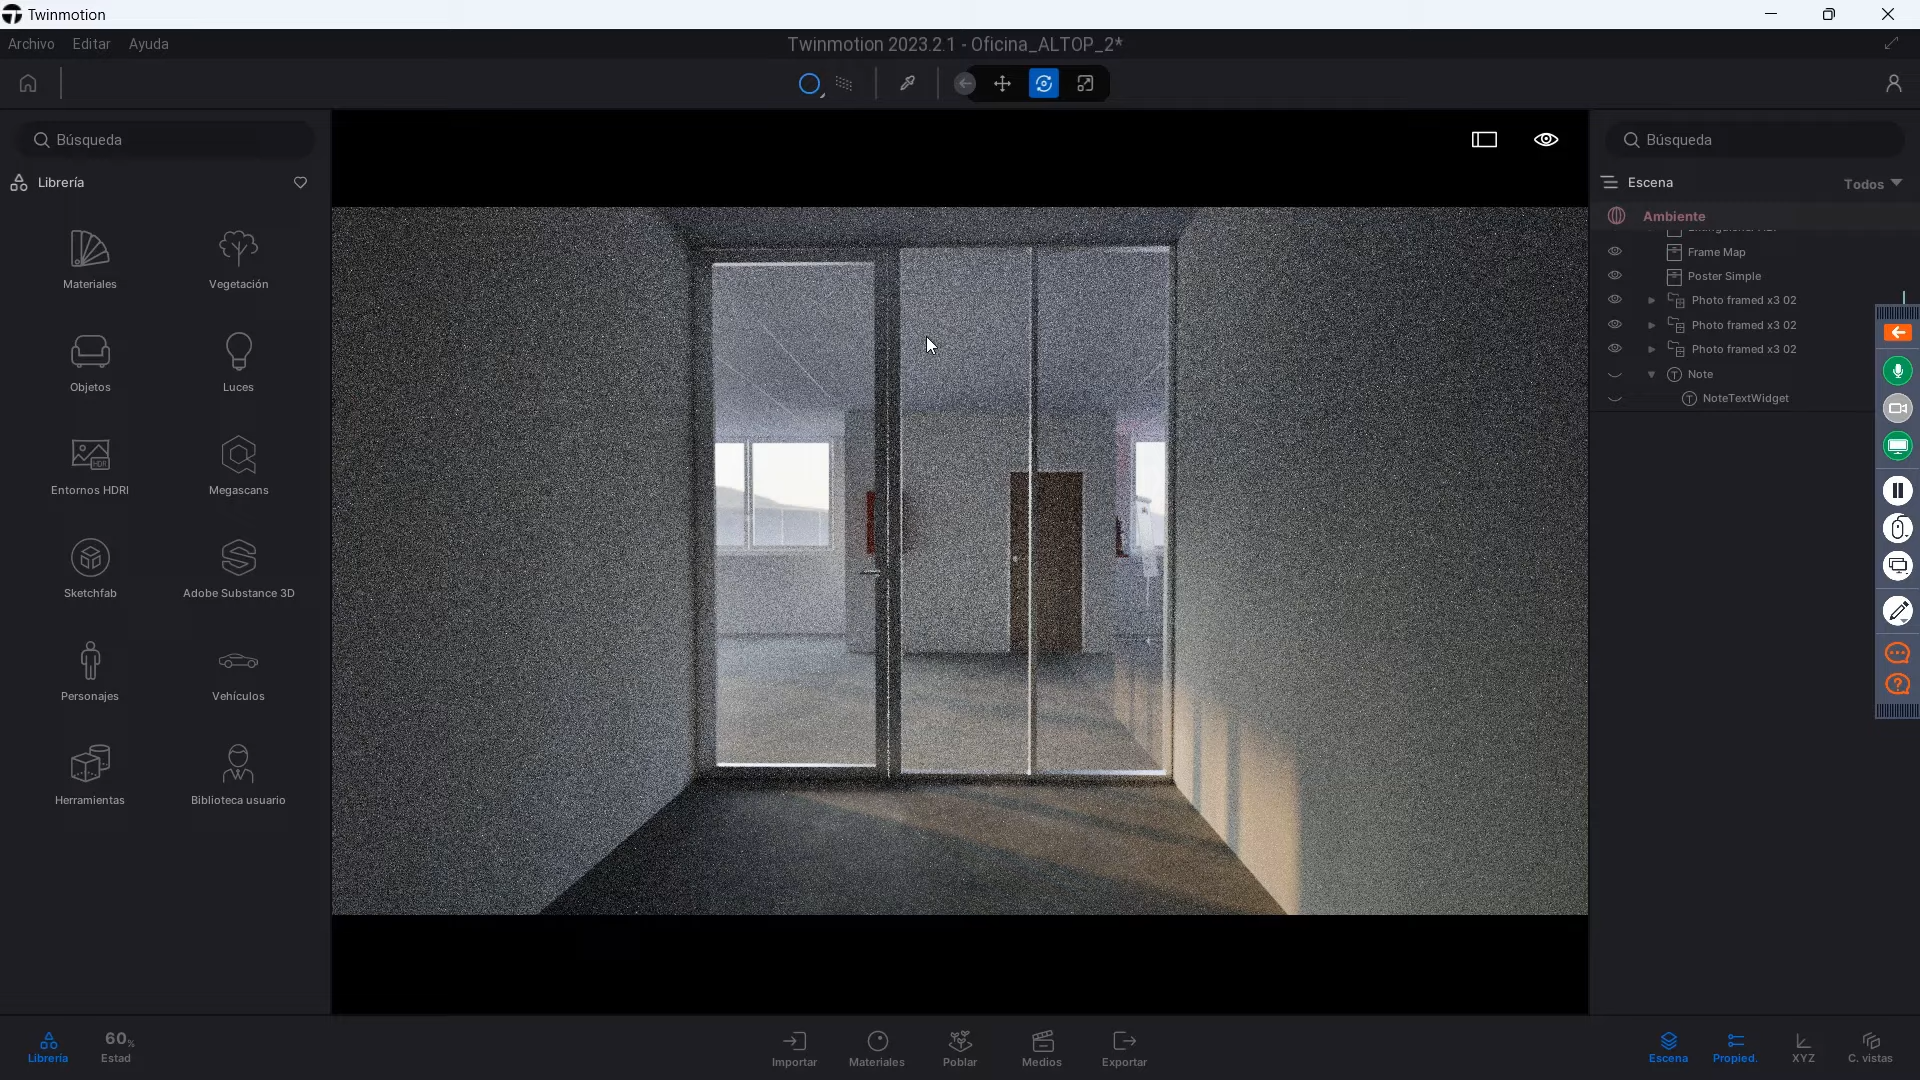 Twinmotion
Archivo Editar Ayuda
Twinmotion 2023.2.1 - Oficina_ALTOP_2*
Búsqueda
Librería
Materiales
Vegetación
Objetos
Luces
Entornos HDRI
HDR
Megascans
Sketchfab
Adobe Substance 3D
Personajes
Vehículos
Herramientas
Biblioteca usuario
Búsqueda
Escena
Todos
Ambiente
Frame Map
Poster Simple
Photo framed x3 02
Photo framed x3 02
Photo framed x3 02
Note
NoteTextWidget
Librería
60%
Estad
Importar
Materiales
Poblar
Medios
Exportar
Escena
Propied.
XYZ
C. vistas